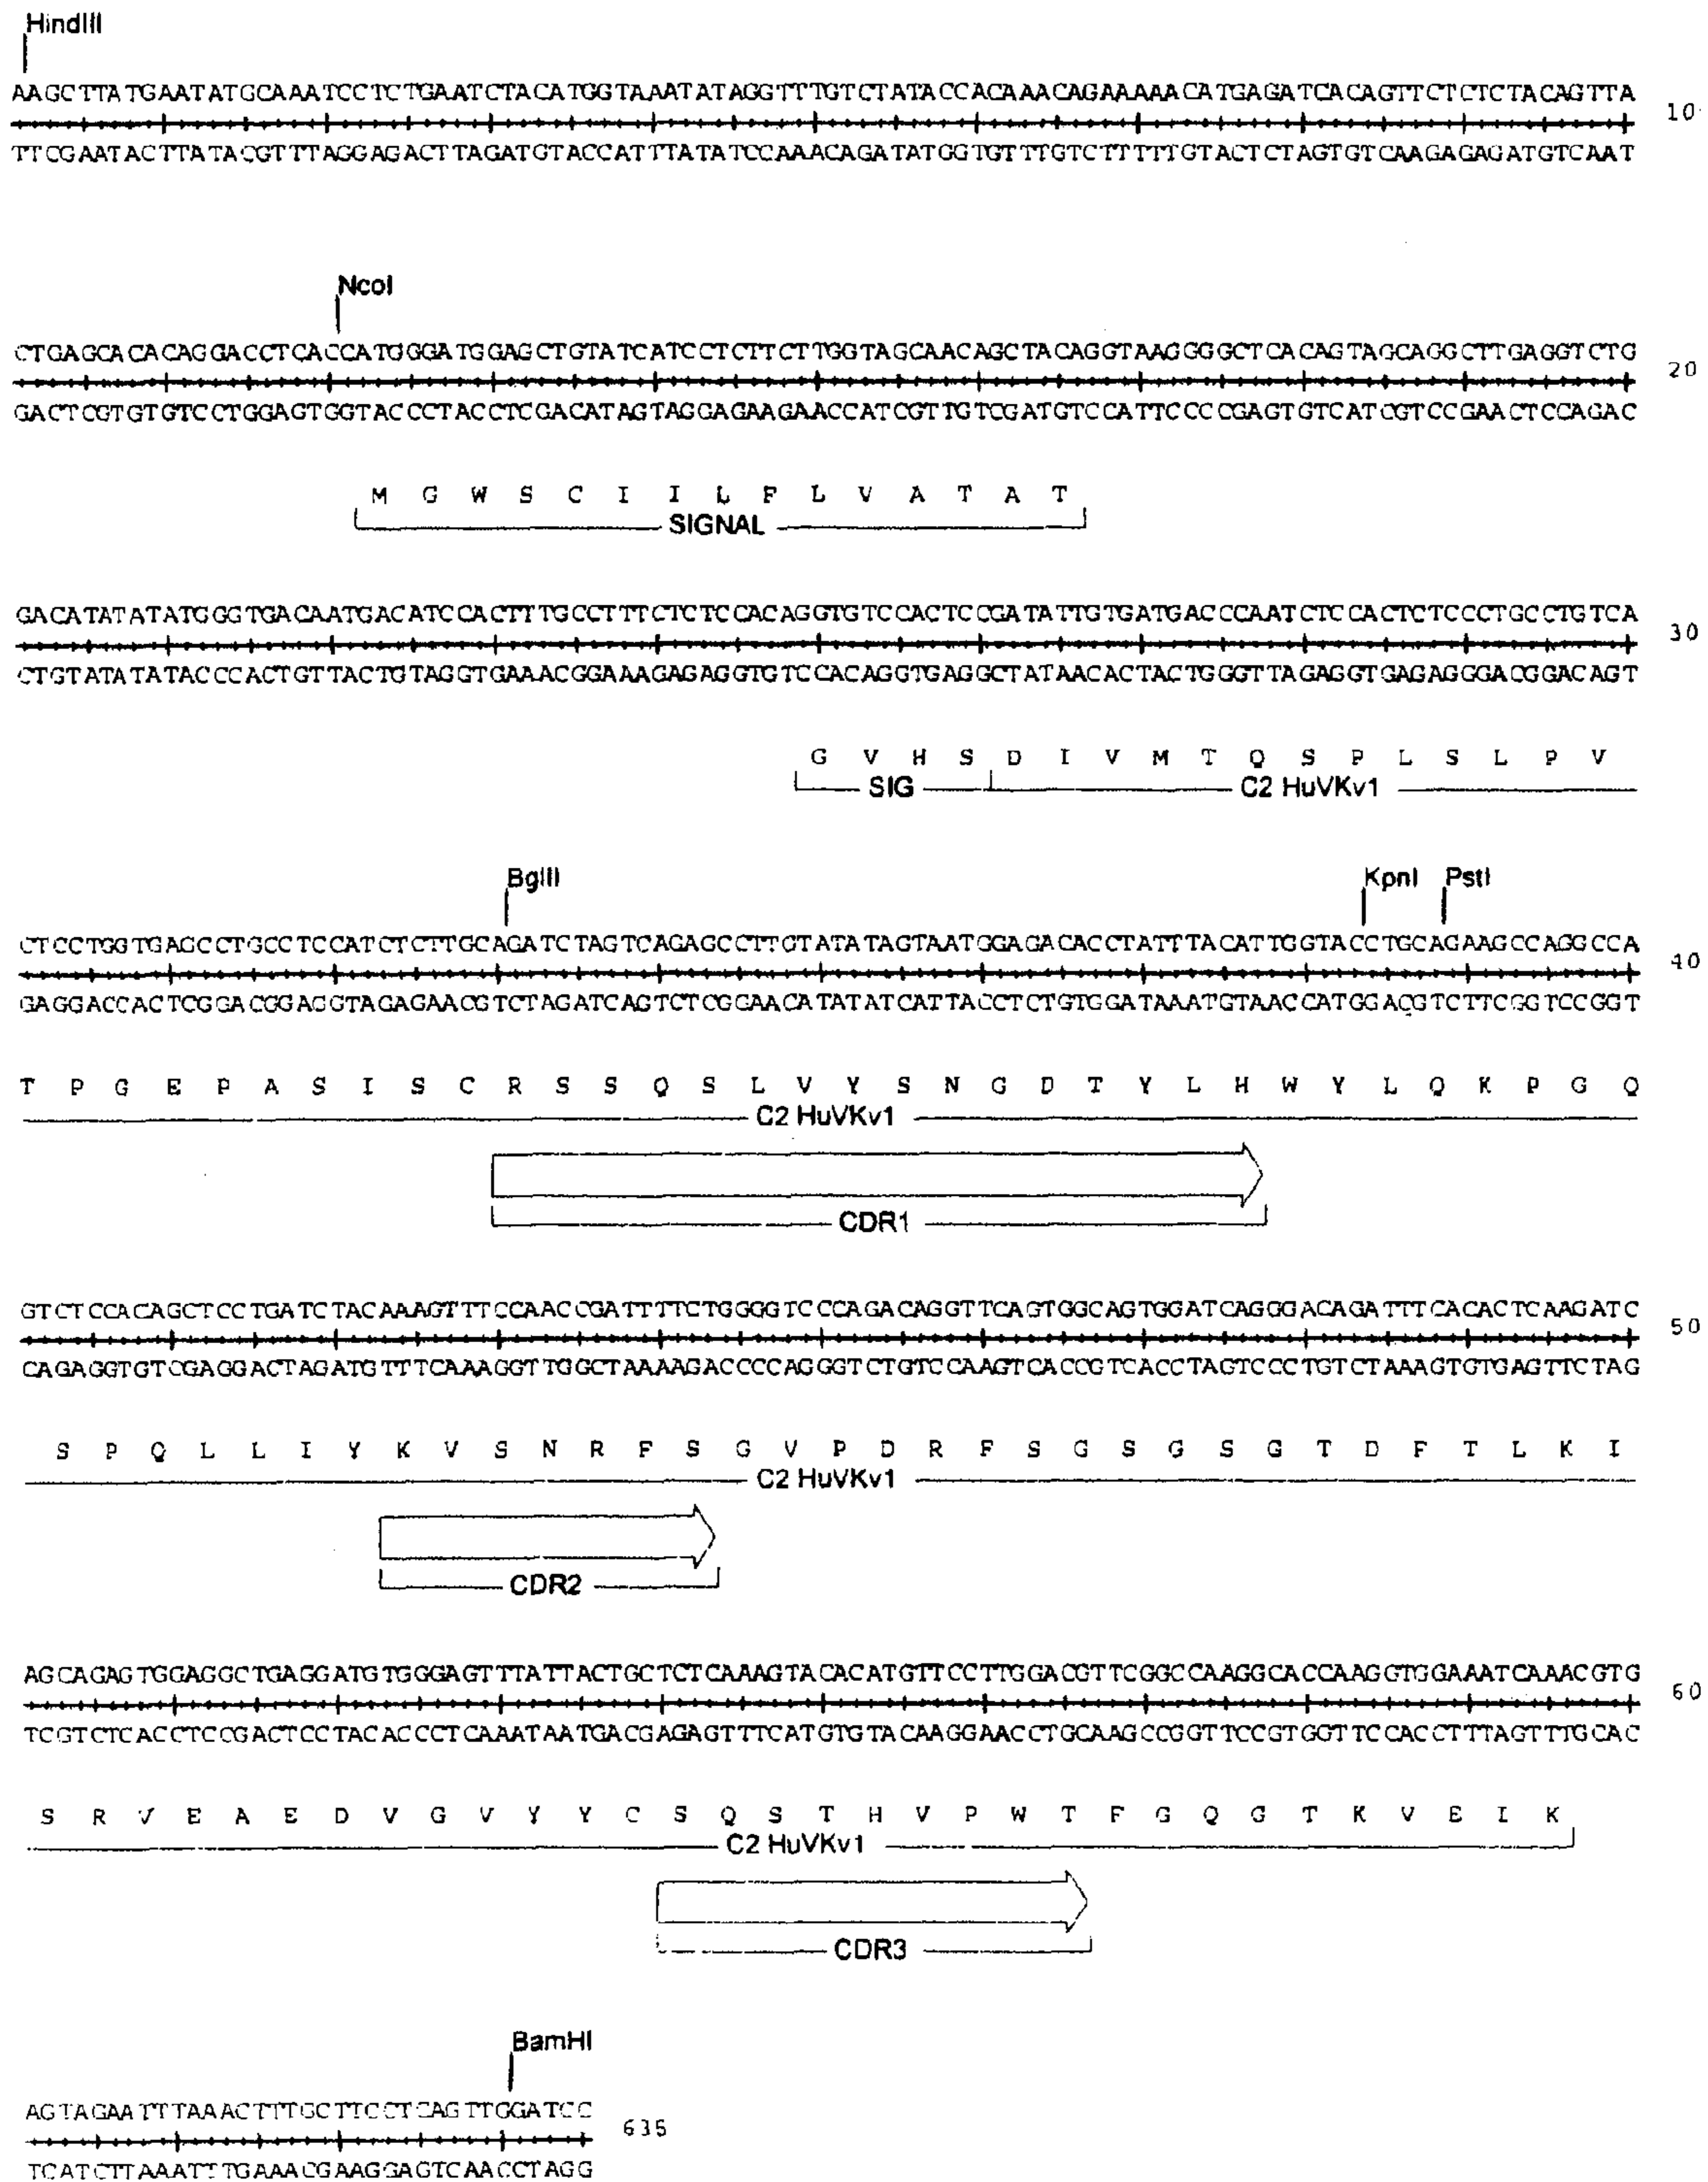 HindIII
AAGCTTATGAATATGCAAATCCTCTGAATCTACATGGTAAATATAGGTTTGTCTATACCACAAACAGAAAAACATGAGATCACAGTTCTCTCTACAGTTA
10
TTCGAATACTTATACGTTTAGGAGACTTAGATGTACCATTTATATCCAAACAGATATGGTGTTTGTCTTTTTGTACTCTAGTGTCAAGAGAGATGTCAAT
NcoI
CTGAGCACACAGGACCTCACCATGGGATGGAGCTGTATCATCCTCTTCTTGGTAGCAACAGCTACAGGTAAGGGGCTCACAGTAGCAGGCTTGAGGTCTG
20
GACTCGTGTGTCCTGGAGTGGTACCCTACCTCGACATAGTAGGAGAAGAACCATCGTTGTCGATGTCCATTCCCCGAGTGTCATCGTCCGAACTCCAGAC
M G W S C I I L F L V A T A T
SIGNAL
GACATATATATGGGTGACAATGACATCCACTTTGCCTTTCTCTCCACAGGTGTCCACTCCGATATTGTGATGACCCAATCTCCACTCTCCCTGCCTGTCA
30
CTGTATATATACCCACTGTTACTGTAGGTGAAACGGAAAGAGAGGTGTCCACAGGTGAGGCTATAACACTACTGGGTTAGAGGTGAGAGGGACGGACAGT
G V H S D I V M T Q S P L S L P V
SIG C2 HuVKv1
BglII KpnI PstI
CTCCTGGTGAGCCTGCCTCCATCTCTTGCAGATCTAGTCAGAGCCTTGTATATAGTAATGGAGACACCTATTTACATTGGTACCTGCAGAAGCCAGGCCA
40
GAGGACCACTCGGACGGAGGTAGAGAACGTCTAGATCAGTCTCGGAACATATATCATTACCTCTGTGGATAAATGTAACCATGGACGTCTTCGGTCCGGT
T P G E P A S I S C R S S Q S L V Y S N G D T Y L H W Y L Q K P G Q
C2 HuVKv1
CDR1
GTCTCCACAGCTCCTGATCTACAAAGTTTCCAACCGATTTTCTGGGGTCCCAGACAGGTTCAGTGGCAGTGGATCAGGGACAGATTTCACACTCAAGATC
50
CAGAGGTGTCGAGGACTAGATGTTTCAAAGGTTGGCTAAAAGACCCCAGGGTCTGTCCAAGTCACCGTCACCTAGTCCCTGTCTAAAGTGTGAGTTCTAG
S P Q L L I Y K V S N R F S G V P D R F S G S G S G T D F T L K I
C2 HuVKv1
CDR2
AGCAGAGTGGAGGCTGAGGATGTGGGAGTTTATTACTGCTCTCAAAGTACACATGTTCCTTGGACGTTCGGCCAAGGCACCAAGGTGGAAATCAAACGTG
60
TCGTCTCACCTCCGACTCCTACACCCTCAAATAATGACGAGAGTTTCATGTGTACAAGGAACCTGCAAGCCGGTTCCGTGGTTCCACCTTTAGTTTGCAC
S R V E A E D V G V Y Y C S Q S T H V P W T F G Q G T K V E I K
C2 HuVKv1
CDR3
BamHI
AGTAGAATTTAAACTTTGCTTCCTCAGTTGGATCC
635
TCATCTTAAATTTGAAACGAAGGAGTCAACCTAGG